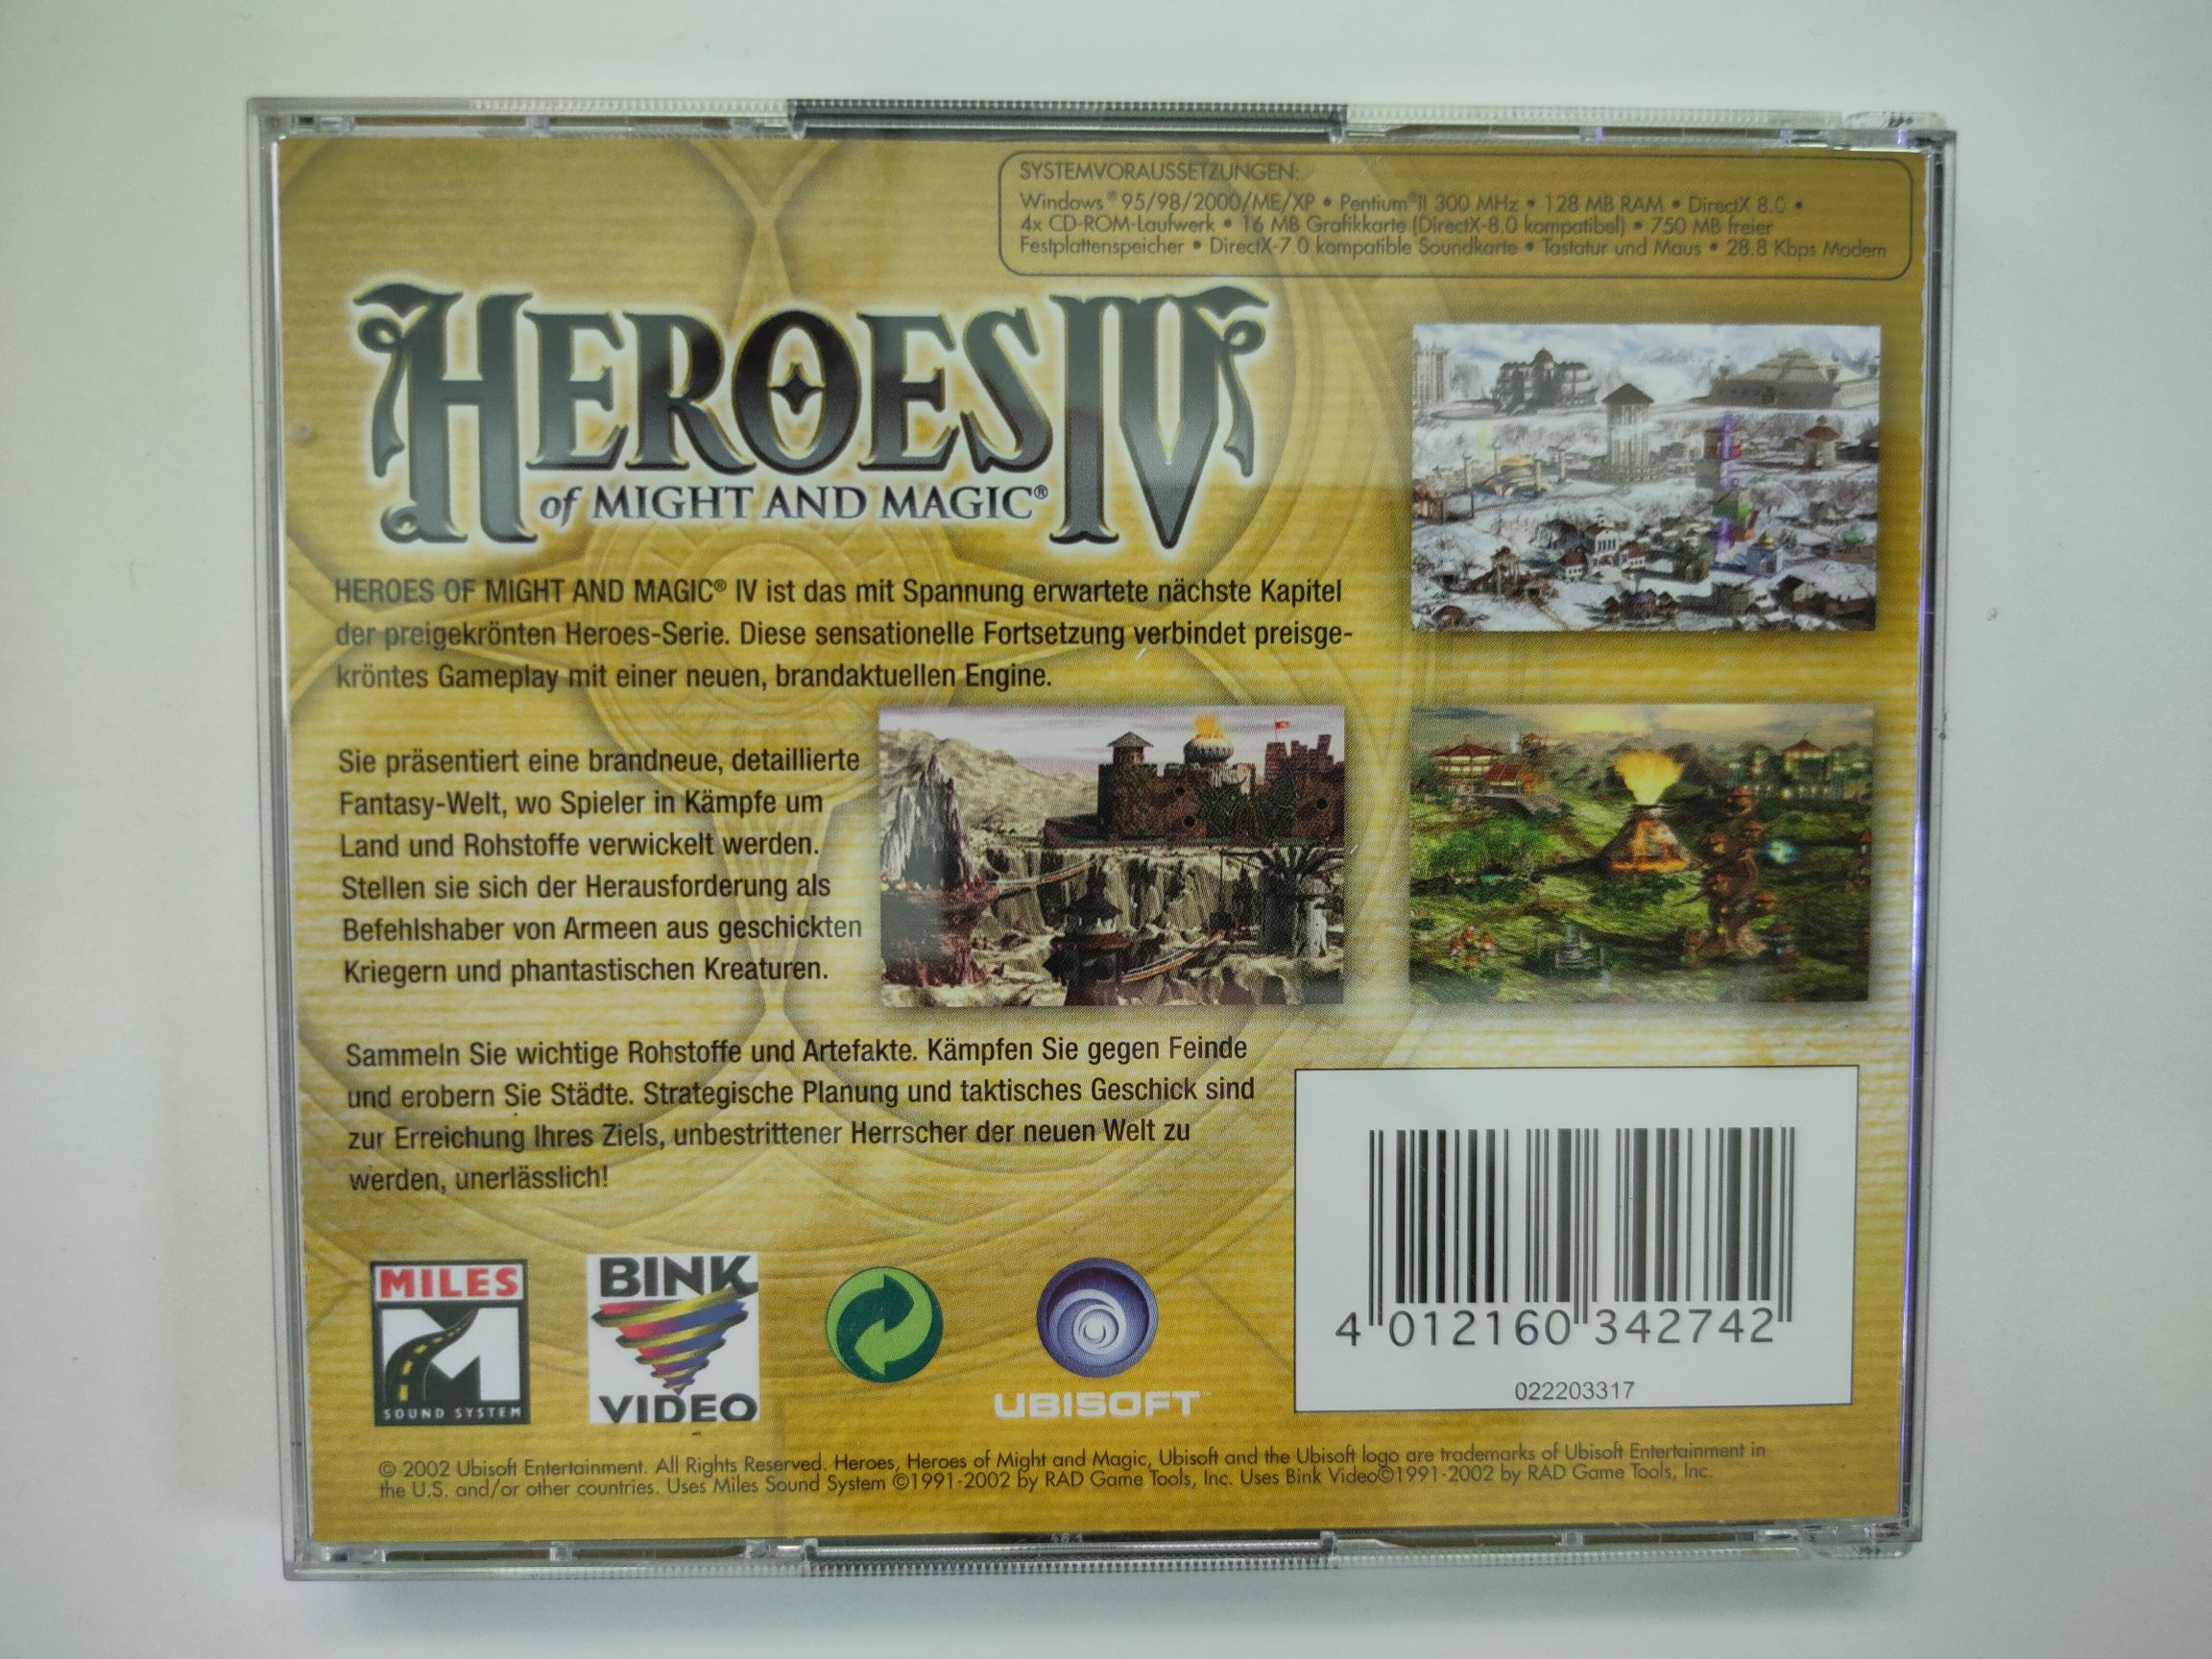 SYSTEMVORAUSSETZUNGEN:
Windows® 95/98/2000/ME/XP • Pentium® II 300 MHz • 128 MB RAM • DirectX 8.0 •
4x CD-ROM-Laufwerk • 16 MB Grafikkarte (DirectX-8.0 kompatibel) • 750 MB freier
Festplattenspeicher • DirectX-7.0 kompatible Soundkarte • Tastatur und Maus • 28.8 Kbps Modem
HEROES IV
of MIGHT AND MAGIC®
HEROES OF MIGHT AND MAGIC® IV ist das mit Spannung erwartete nächste Kapitel
der preigekrönten Heroes-Serie. Diese sensationelle Fortsetzung verbindet preisge-
kröntes Gameplay mit einer neuen, brandaktuellen Engine.
Sie präsentiert eine brandneue, detaillierte
Fantasy-Welt, wo Spieler in Kämpfe um
Land und Rohstoffe verwickelt werden.
Stellen sie sich der Herausforderung als
Befehlshaber von Armeen aus geschickten
Kriegern und phantastischen Kreaturen.
Sammeln Sie wichtige Rohstoffe und Artefakte. Kämpfen Sie gegen Feinde
und erobern Sie Städte. Strategische Planung und taktisches Geschick sind
zur Erreichung Ihres Ziels, unbestrittener Herrscher der neuen Welt zu
werden, unerlässlich!
MILES
SOUND SYSTEM
BINK
VIDEO
UBISOFT™
4 012160 342742
022203317
© 2002 Ubisoft Entertainment. All Rights Reserved. Heroes, Heroes of Might and Magic, Ubisoft and the Ubisoft logo are trademarks of Ubisoft Entertainment in
the U.S. and/or other countries. Uses Miles Sound System ©1991-2002 by RAD Game Tools, Inc. Uses Bink Video©1991-2002 by RAD Game Tools, Inc.